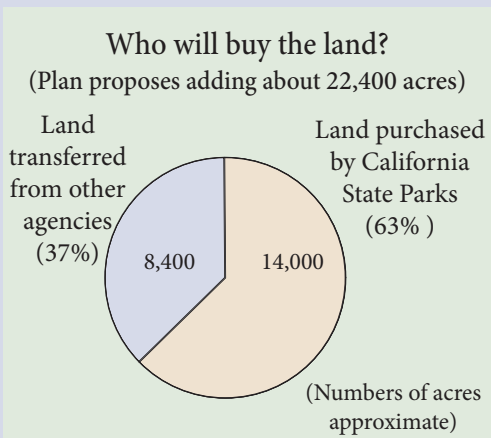 Who will buy the land?
(Plan proposes adding about 22,400 acres)
Land
transferred
from other
agencies
(37%)
Land purchased
by California
State Parks
(63% )
8,400
14,000
(Numbers of acres
approximate)